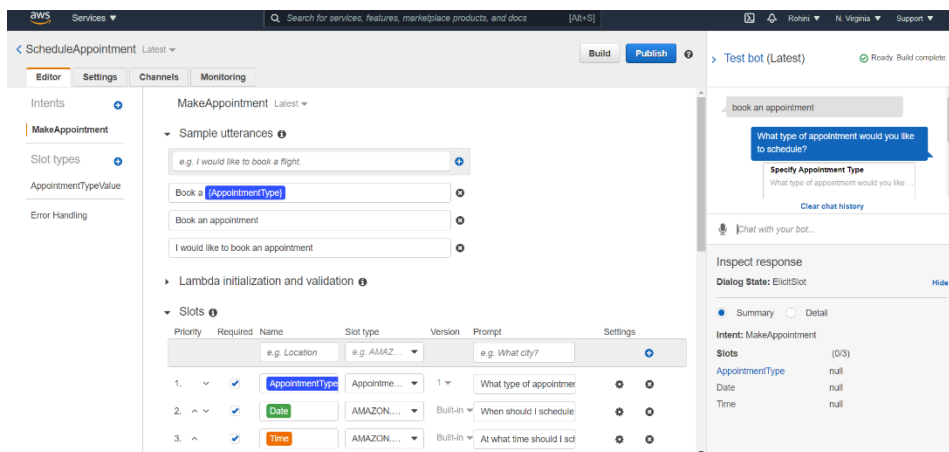 aws Services Search for services, features, marketplace products, and docs [Alt+S] Rohini N. Virginia Support
ScheduleAppointment Latest Build Publish
Editor Settings Channels Monitoring
Intents
MakeAppointment
Slot types
AppointmentTypeValue
Error Handling
MakeAppointment Latest
Sample utterances
e.g. I would like to book a flight.
Book a {AppointmentType}
Book an appointment
I would like to book an appointment
Lambda initialization and validation
Slots
Priority Required Name Slot type Version Prompt Settings
e.g. Location e.g. AMAZ... e.g. What city?
1. AppointmentType Appointme... 1 What type of appointmer
2. Date AMAZON.... Built-in When should I schedule
3. Time AMAZON.... Built-in At what time should I scl
Test bot (Latest) Ready. Build complete.
book an appointment
What type of appointment would you like
to schedule?
Specify Appointment Type
What type of appointment would you like ...
Clear chat history
Chat with your bot...
Inspect response
Dialog State: ElicitSlot Hide
Summary Detail
Intent: MakeAppointment
Slots (0/3)
AppointmentType null
Date null
Time null